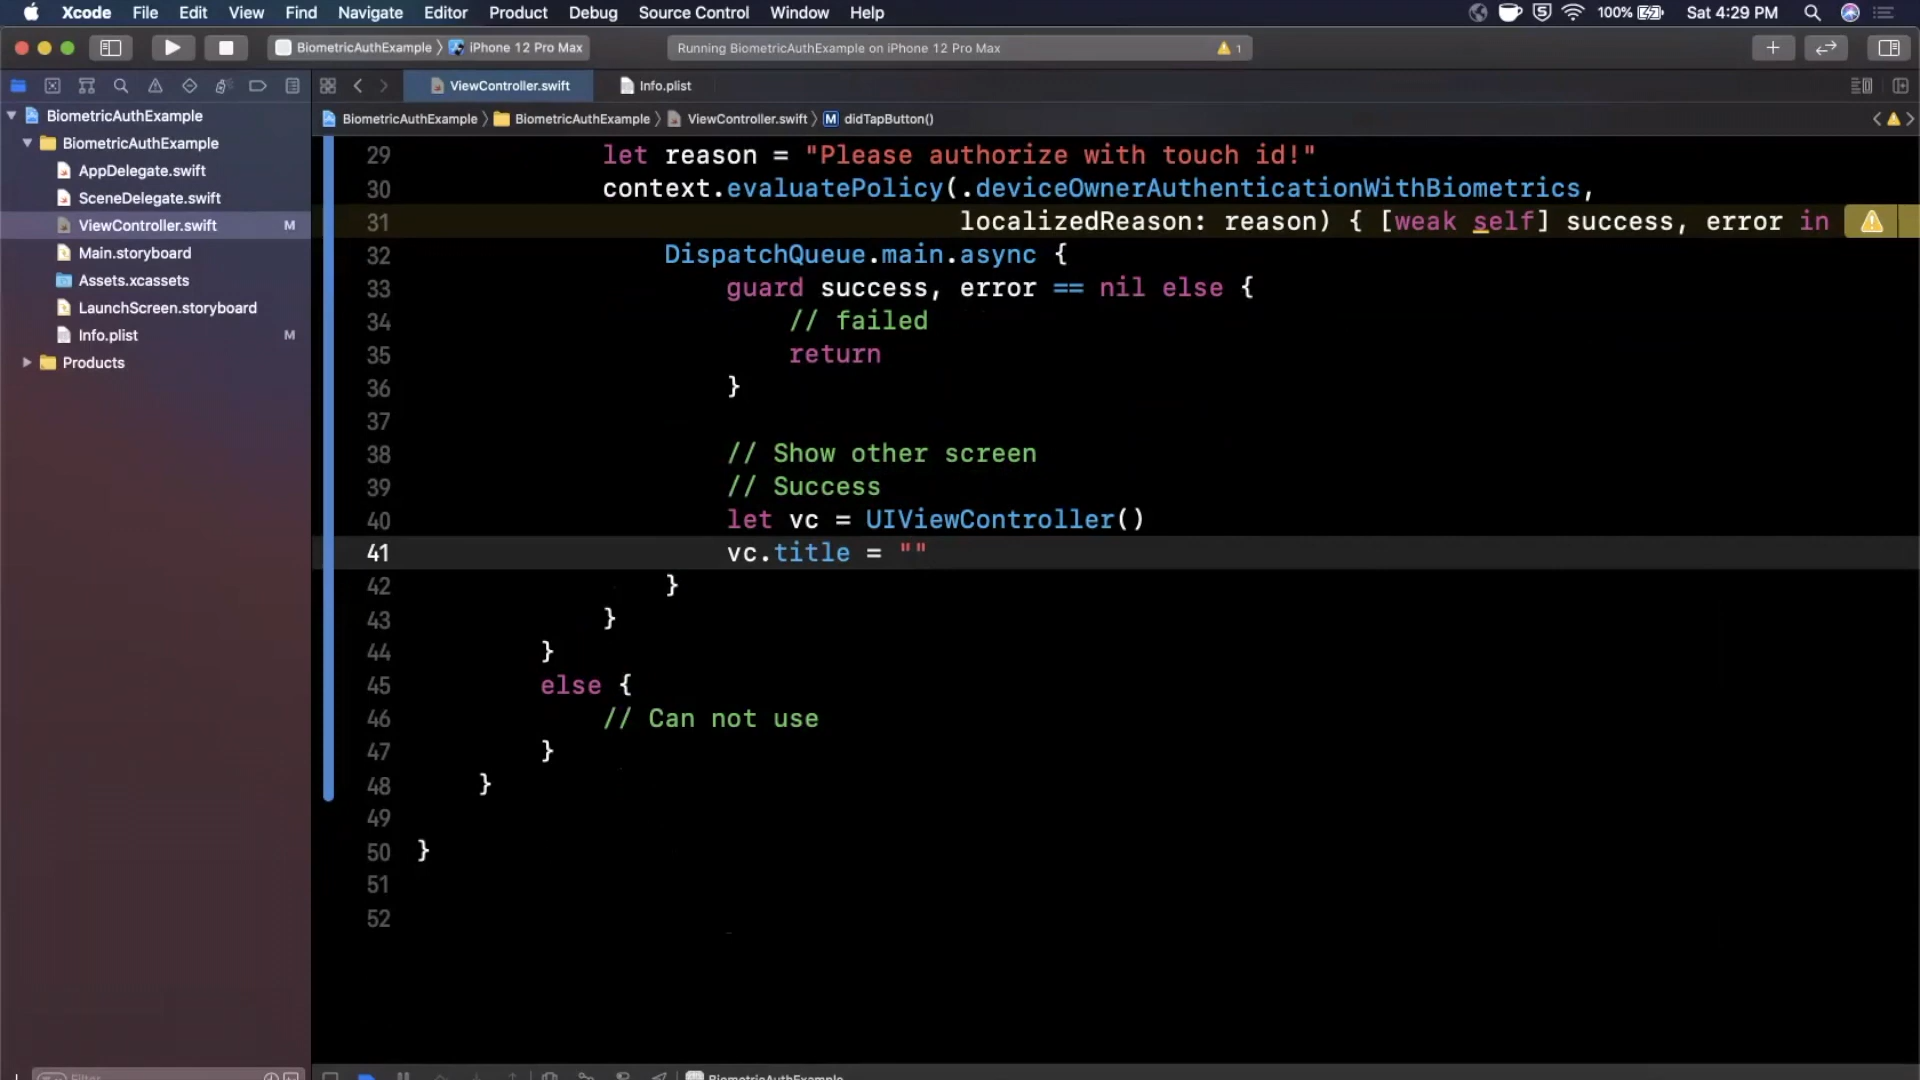 Xcode File Edit View Find Navigate Editor Product Debug Source Control Window Help 100% Sat 4:29 PM
BiometricAuthExample iPhone 12 Pro Max Running BiometricAuthExample on iPhone 12 Pro Max 1
ViewController.swift Info.plist
BiometricAuthExample BiometricAuthExample ViewController.swift M didTapButton()
BiometricAuthExample
BiometricAuthExample
AppDelegate.swift
SceneDelegate.swift
ViewController.swift M
Main.storyboard
Assets.xcassets
LaunchScreen.storyboard
Info.plist M
Products
29 let reason = "Please authorize with touch id!"
30 context.evaluatePolicy(.deviceOwnerAuthenticationWithBiometrics,
31 localizedReason: reason) { [weak self] success, error in
32 DispatchQueue.main.async {
33 guard success, error == nil else {
34 // failed
35 return
36 }
37
38 // Show other screen
39 // Success
40 let vc = UIViewController()
41 vc.title = ""
42 }
43 }
44 }
45 else {
46 // Can not use
47 }
48 }
49
50 }
51
52
Filter
BiometricAuthExample